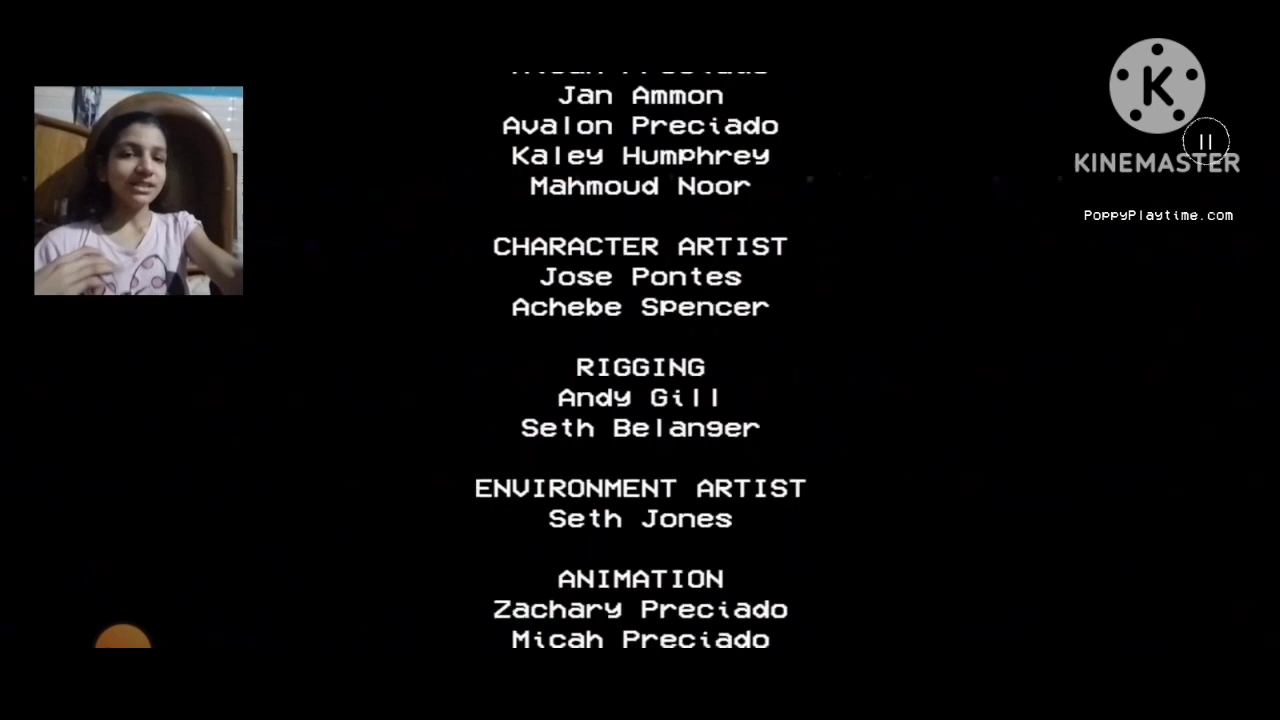 Jan Ammon
Avalon Preciado
Kaley Humphrey
Mahmoud Noor
CHARACTER ARTIST
Jose Pontes
Achebe Spencer
RIGGING
Andy Gill
Seth Belanger
ENVIRONMENT ARTIST
Seth Jones
ANIMATION
Zachary Preciado
Micah Preciado
K
KINEMASTER
PoppyPlaytime.com